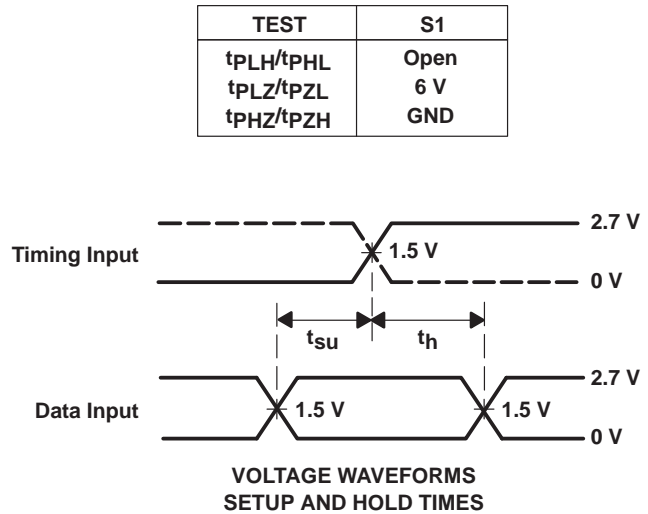 TEST S1
tPLH/tPHL Open
tPLZ/tPZL 6 V
tPHZ/tPZH GND
2.7 V
Timing Input 1.5 V
0 V
tsu th
2.7 V
Data Input 1.5 V 1.5 V
0 V
VOLTAGE WAVEFORMS
SETUP AND HOLD TIMES